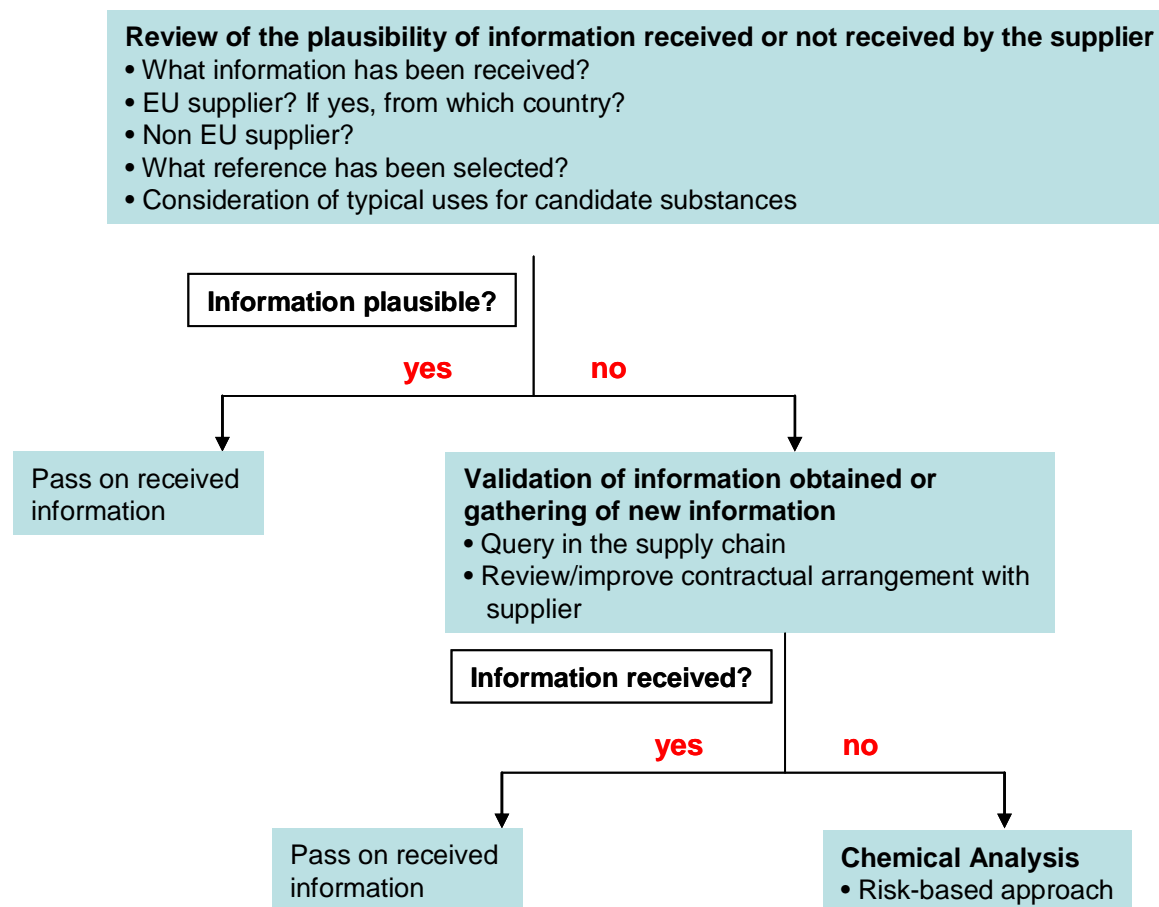 Review of the plausibility of information received or not received by the supplier
• What information has been received?
• EU supplier? If yes, from which country?
• Non EU supplier?
• What reference has been selected?
• Consideration of typical uses for candidate substances
Information plausible?
yes
no
Pass on received
information
Validation of information obtained or
gathering of new information
• Query in the supply chain
• Review/improve contractual arrangement with
supplier
Information received?
yes
no
Pass on received
information
Chemical Analysis
• Risk-based approach